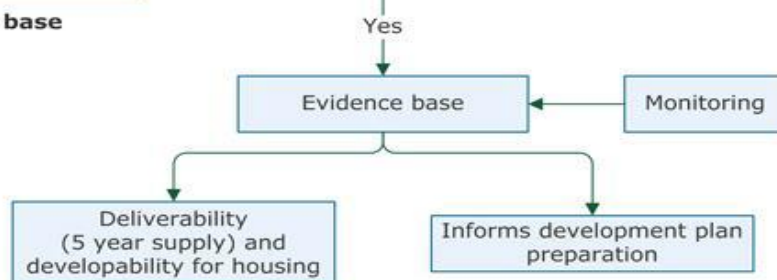 base
Yes
Evidence base
Monitoring
Deliverability
(5 year supply) and
developability for housing
Informs development plan
preparation